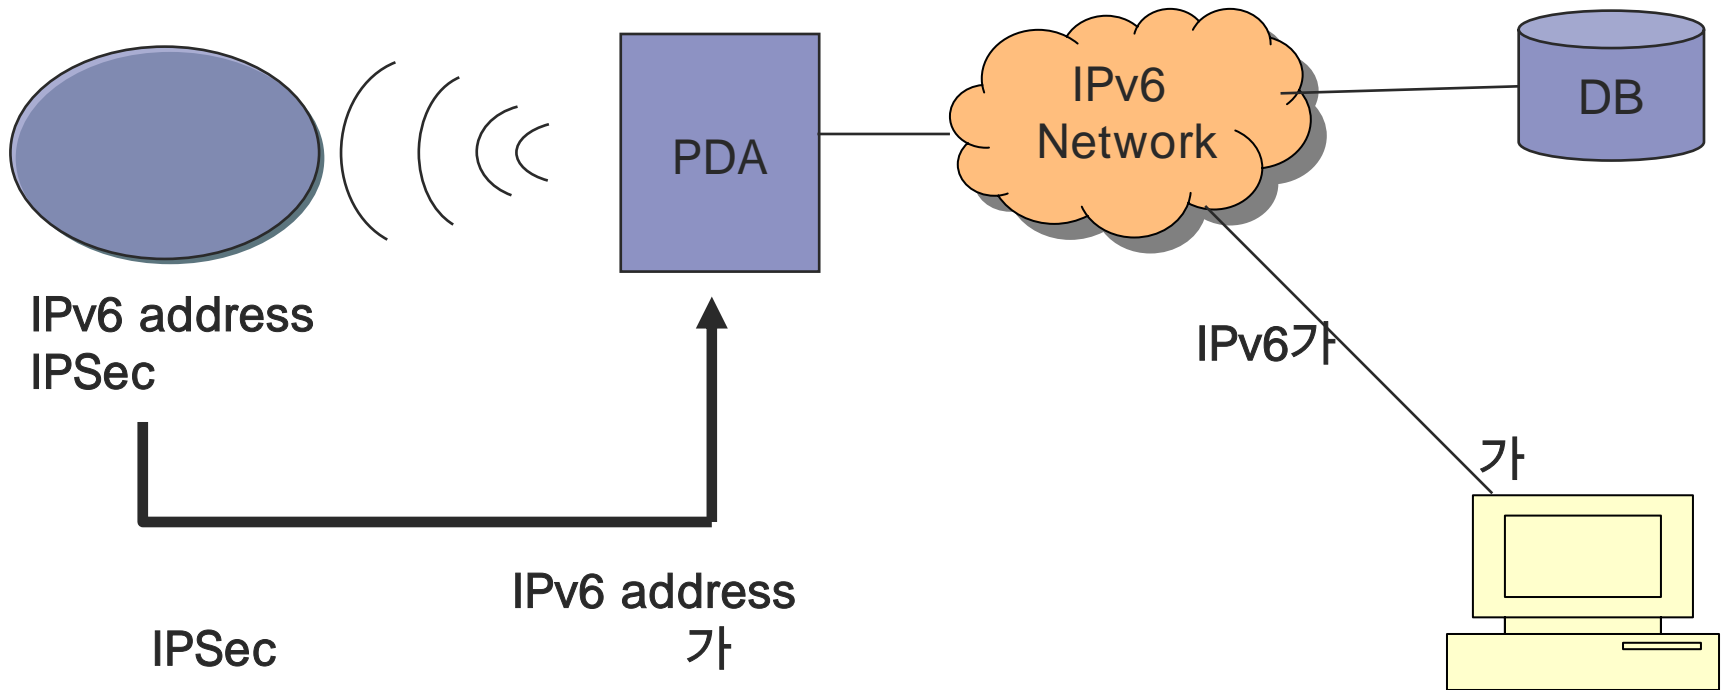 IPv6
Network
DB
PDA
IPv6 address
IPSec
IPv6가
가
IPv6 address
IPSec 가